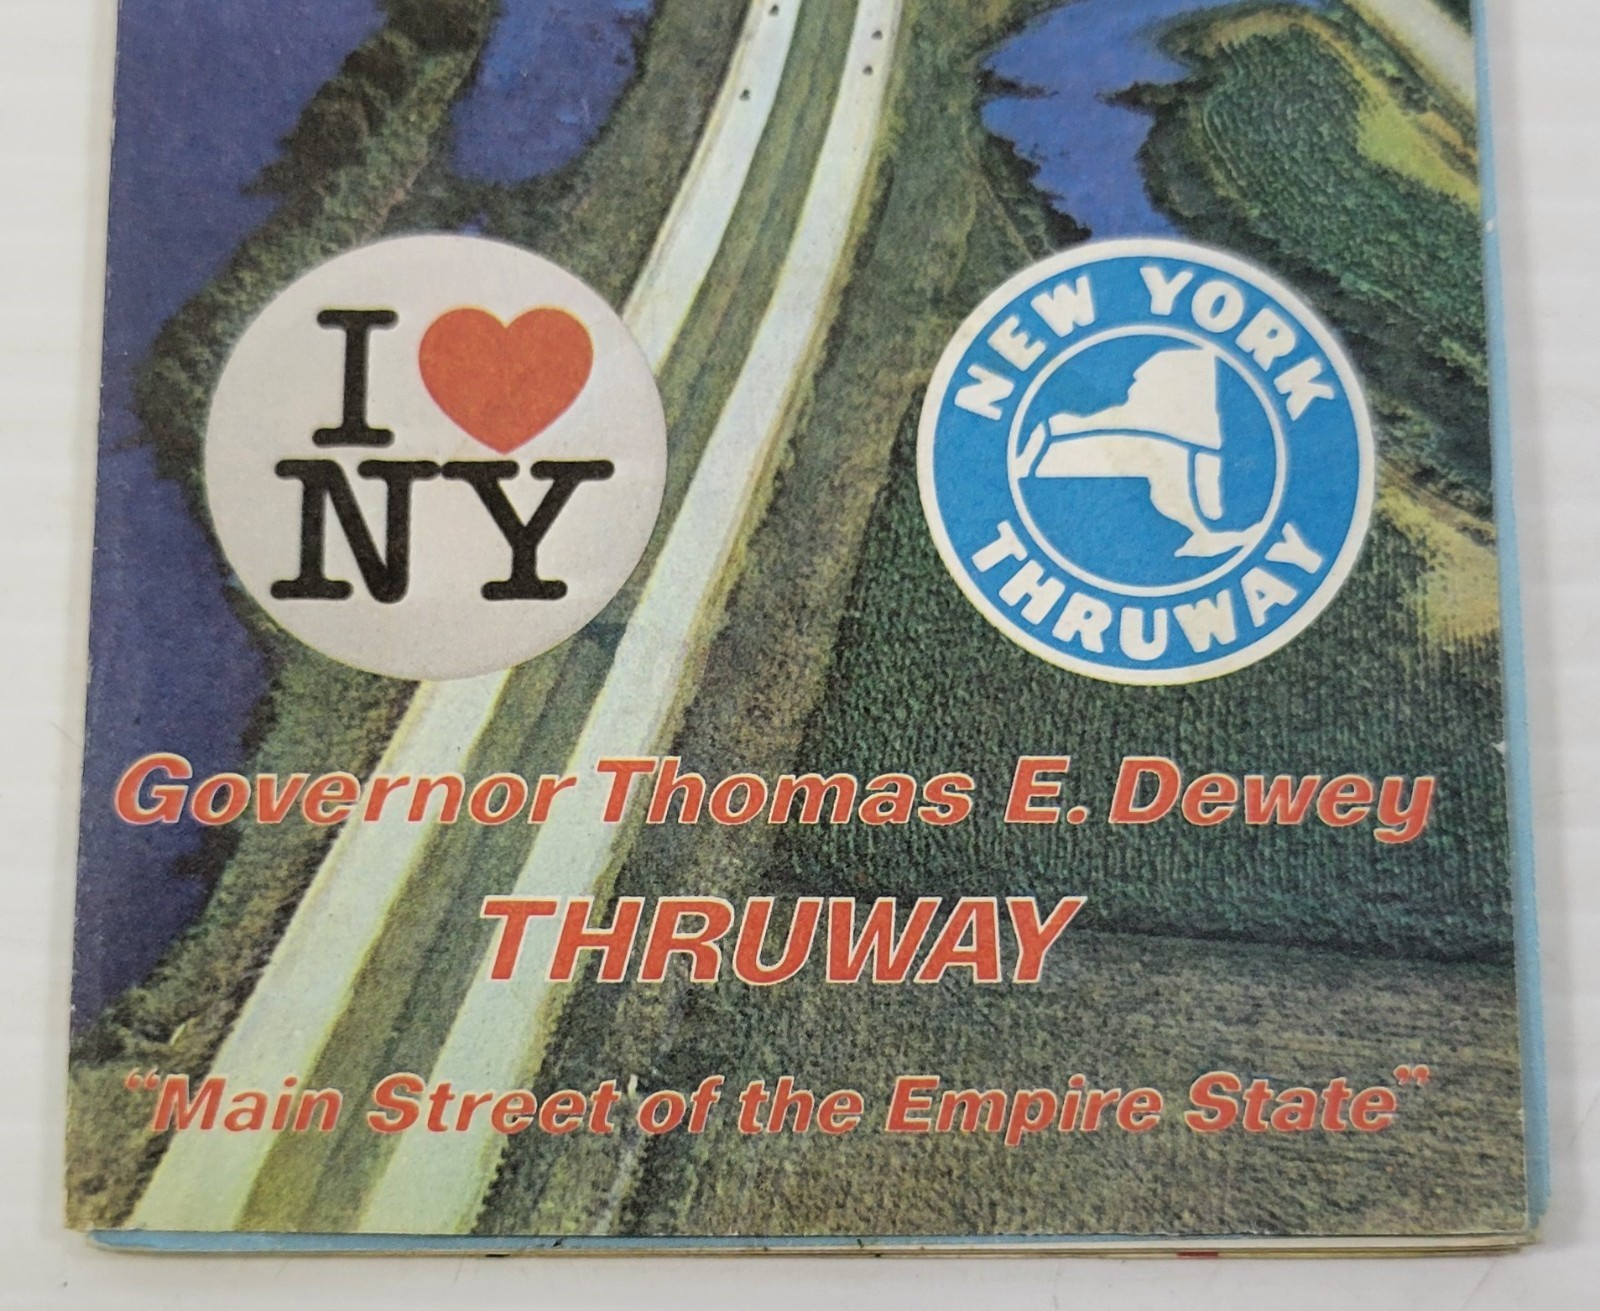 I ❤ NY
NEW YORK
THRUWAY
Governor Thomas E. Dewey
THRUWAY
"Main Street of the Empire State"